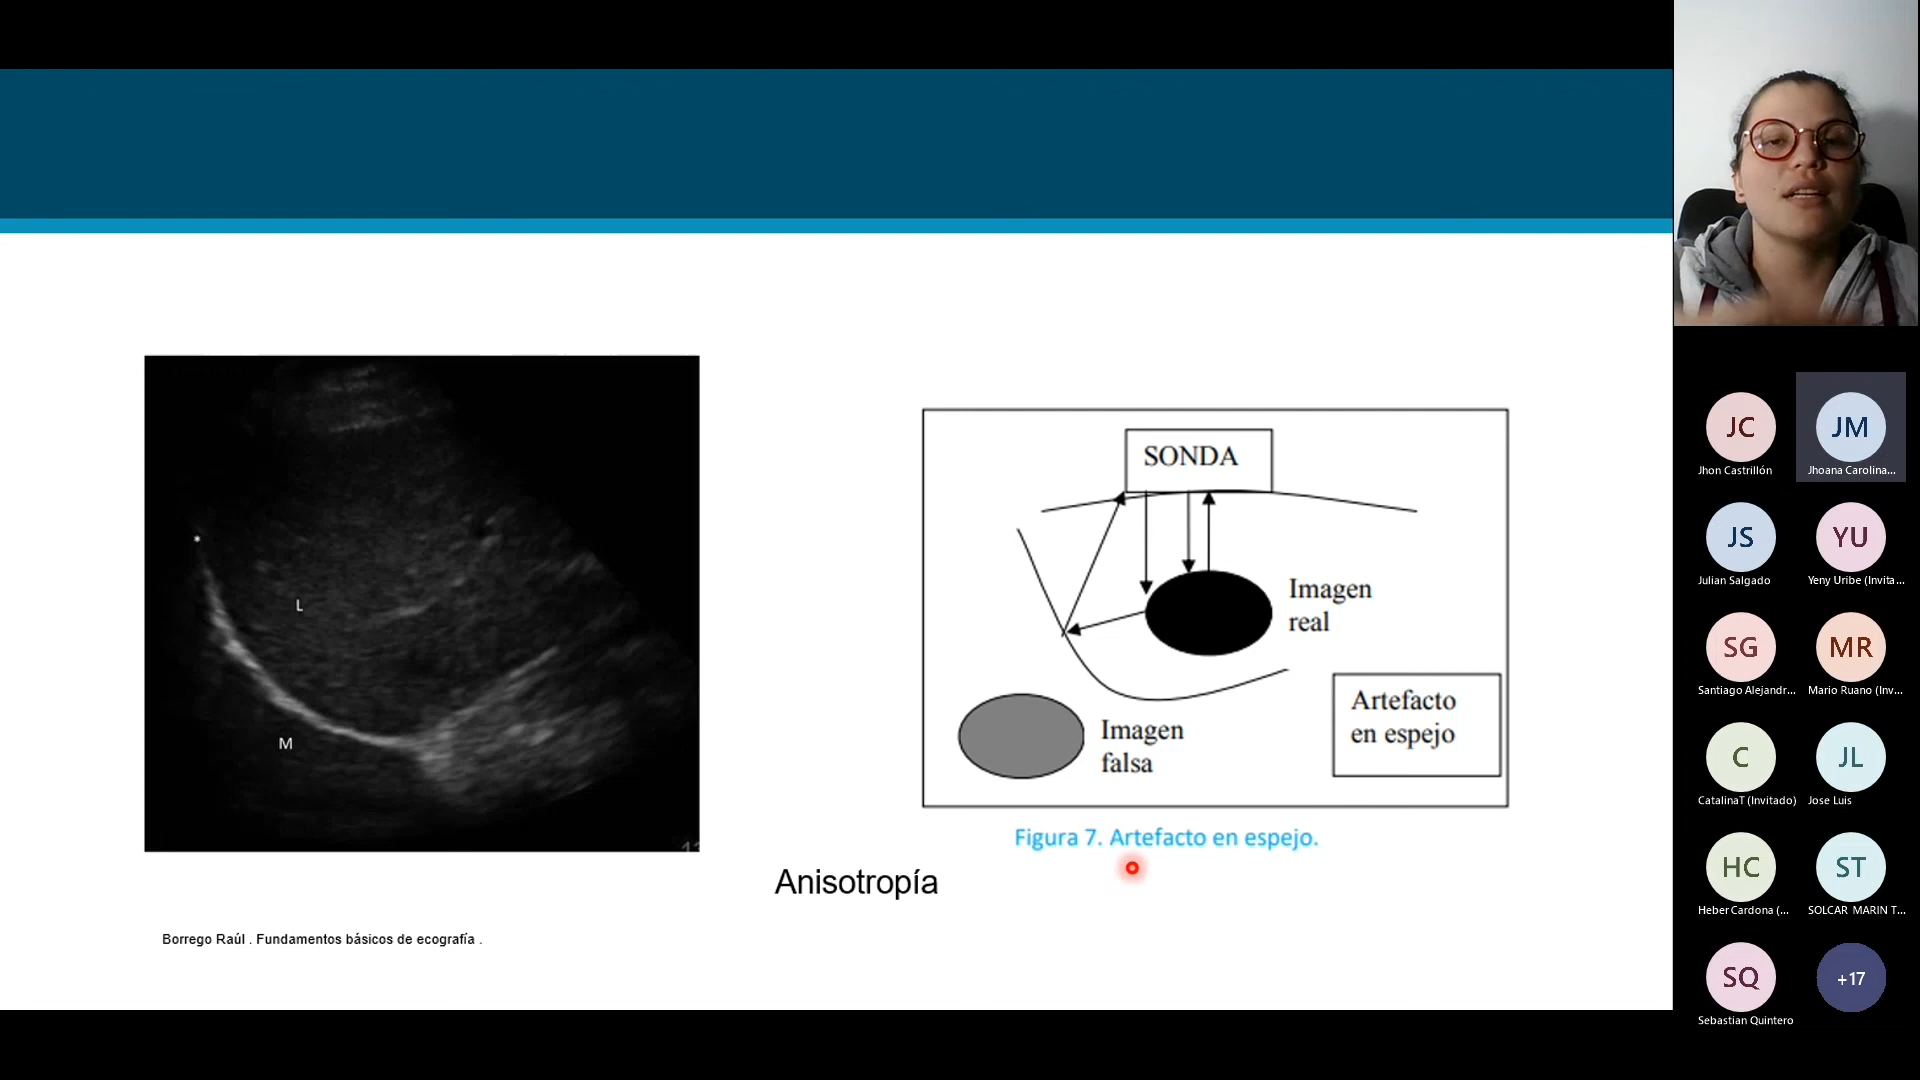 *
L
M
SONDA
Imagen
real
Imagen
falsa
Artefacto
en espejo
Figura 7. Artefacto en espejo.
Anisotropía
Borrego Raúl . Fundamentos básicos de ecografía .
JC
Jhon Castrillón
JM
Jhoana Carolina...
JS
Julian Salgado
YU
Yeny Uribe (Invita...
SG
Santiago Alejandr...
MR
Mario Ruano (Inv...
C
CatalinaT (Invitado)
JL
Jose Luis
HC
Heber Cardona (...
ST
SOLCAR MARIN T...
SQ
Sebastian Quintero
+17